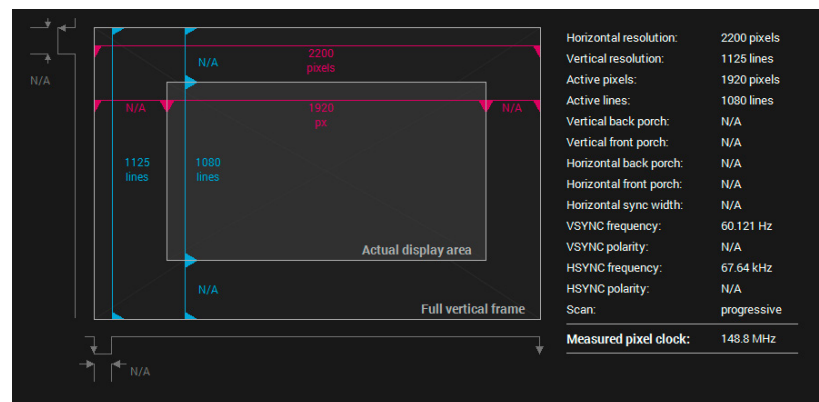 N/A
2200
pixels
N/A
N/A
1920
px
N/A
1125
lines
1080
lines
Actual display area
N/A
Full vertical frame
N/A
Horizontal resolution: 2200 pixels
Vertical resolution: 1125 lines
Active pixels: 1920 pixels
Active lines: 1080 lines
Vertical back porch: N/A
Vertical front porch: N/A
Horizontal back porch: N/A
Horizontal front porch: N/A
Horizontal sync width: N/A
VSYNC frequency: 60.121 Hz
VSYNC polarity: N/A
HSYNC frequency: 67.64 kHz
HSYNC polarity: N/A
Scan: progressive
Measured pixel clock: 148.8 MHz